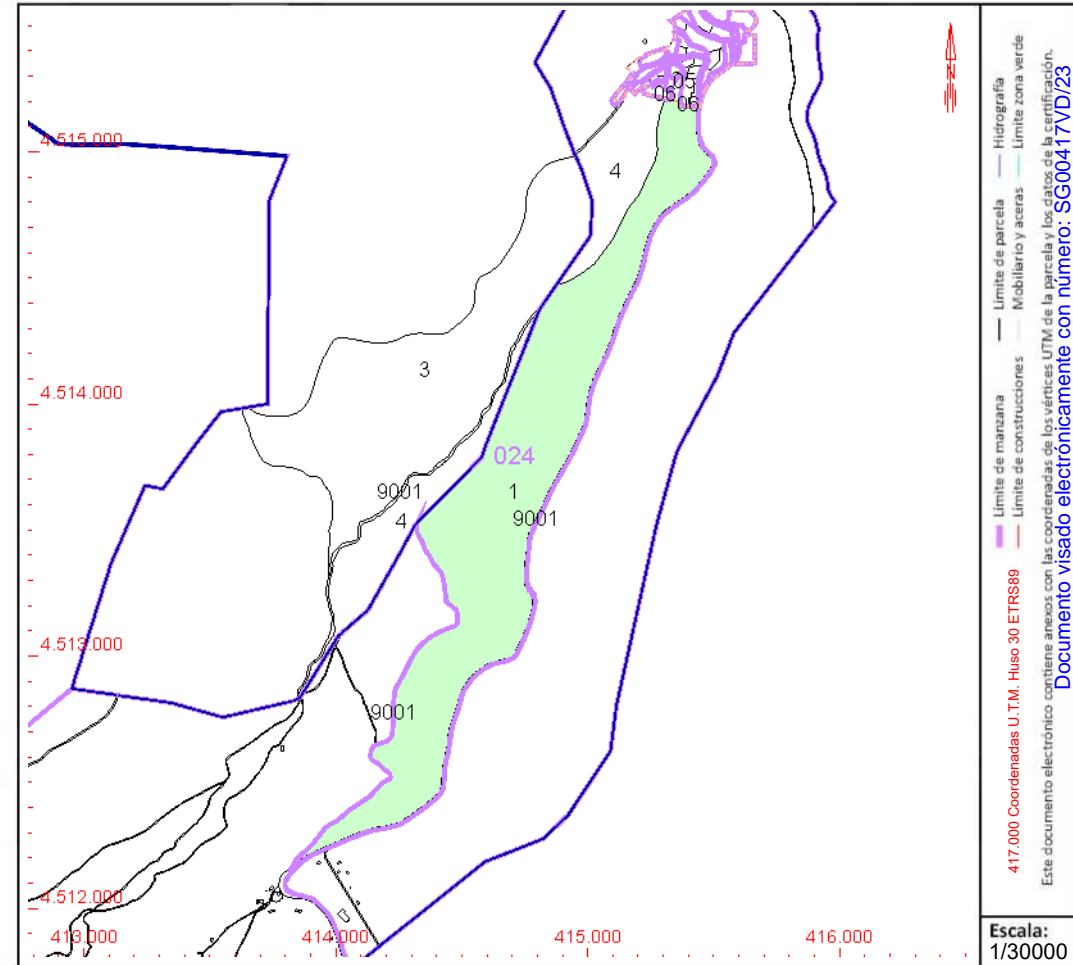 05
06
06
4.515.000
4
4.514.000
3
024
9001
1
4
9001
4.513.000
9001
4.512.000
413.000
414.000
415.000
416.000
N
417.000 Coordenadas U.T.M. Huso 30 ETRS89
Límite de manzana
Límite de parcela
Hidrografía
Límite de construcciones
Mobiliario y aceras
Límite zona verde
Este documento electrónico contiene anexos con las coordenadas de los vértices UTM de la parcela y los datos de la certificación.
Documento visado electrónicamente con número: SG00417VD/23
Escala:
1/30000